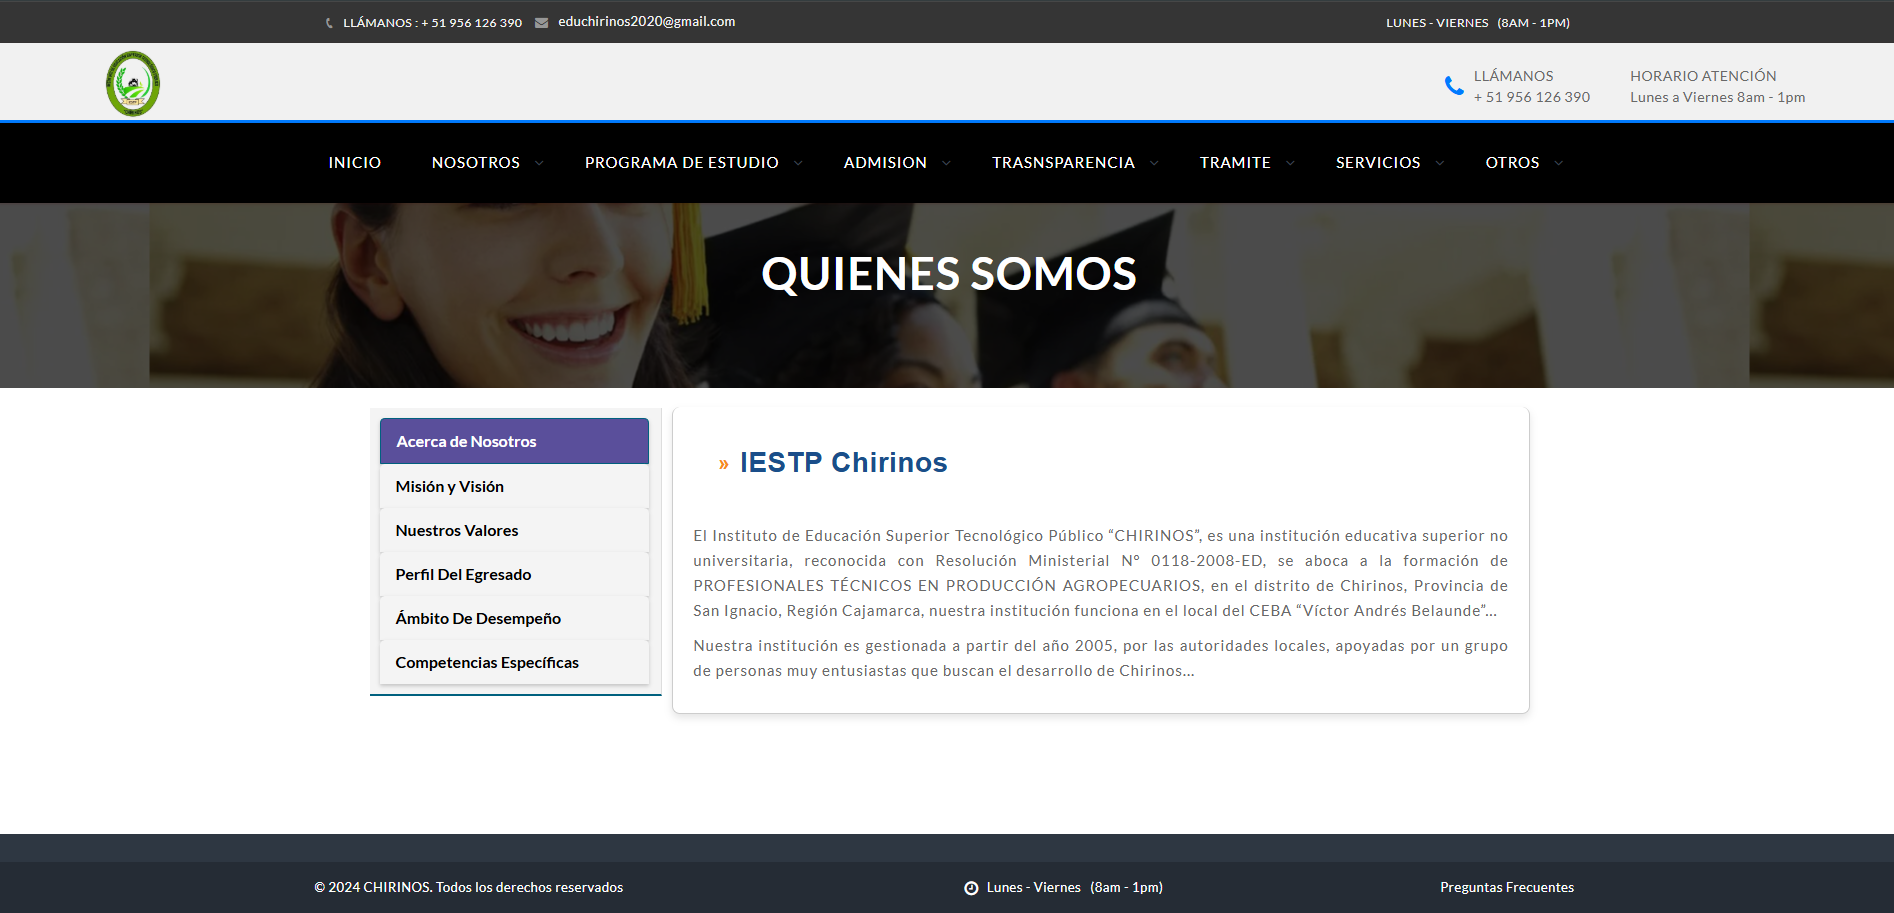 LLÁMANOS : + 51 956 126 390 educhirinos2020@gmail.com LUNES - VIERNES (8AM - 1PM)
LLÁMANOS
+ 51 956 126 390
HORARIO ATENCIÓN
Lunes a Viernes 8am - 1pm
INICIO NOSOTROS PROGRAMA DE ESTUDIO ADMISION TRASNSPARENCIA TRAMITE SERVICIOS OTROS
QUIENES SOMOS
Acerca de Nosotros
Misión y Visión
Nuestros Valores
Perfil Del Egresado
Ámbito De Desempeño
Competencias Específicas
» IESTP Chirinos
El Instituto de Educación Superior Tecnológico Público “CHIRINOS”, es una institución educativa superior no
universitaria, reconocida con Resolución Ministerial N° 0118-2008-ED, se aboca a la formación de
PROFESIONALES TÉCNICOS EN PRODUCCIÓN AGROPECUARIOS, en el distrito de Chirinos, Provincia de
San Ignacio, Región Cajamarca, nuestra institución funciona en el local del CEBA “Víctor Andrés Belaunde”...
Nuestra institución es gestionada a partir del año 2005, por las autoridades locales, apoyadas por un grupo
de personas muy entusiastas que buscan el desarrollo de Chirinos...
© 2024 CHIRINOS. Todos los derechos reservados Lunes - Viernes (8am - 1pm) Preguntas Frecuentes